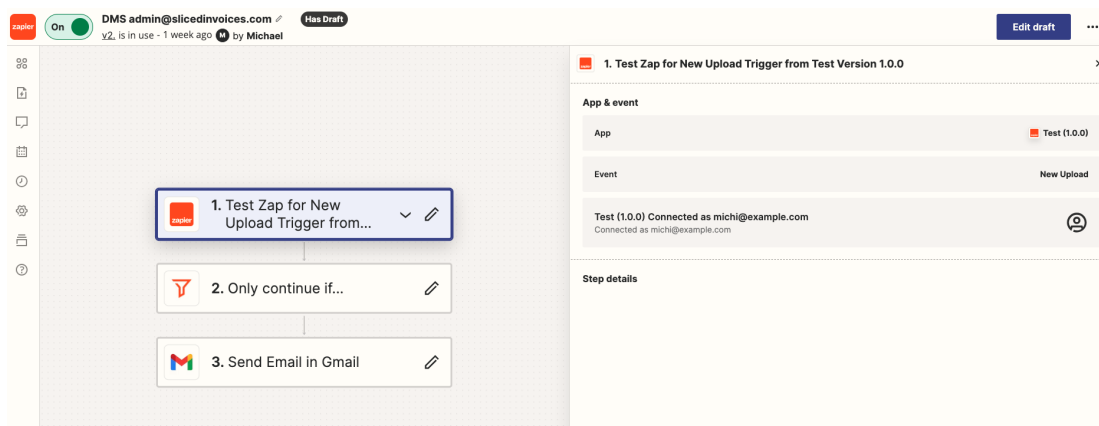 zapier
On
DMS admin@slicedinvoices.com
Has Draft
v2. is in use - 1 week ago M by Michael
Edit draft
1. Test Zap for New Upload Trigger from Test Version 1.0.0
App & event
App
Test (1.0.0)
Event
New Upload
Test (1.0.0) Connected as michi@example.com
Connected as michi@example.com
Step details
zapier
1. Test Zap for New
Upload Trigger from...
2. Only continue if...
3. Send Email in Gmail